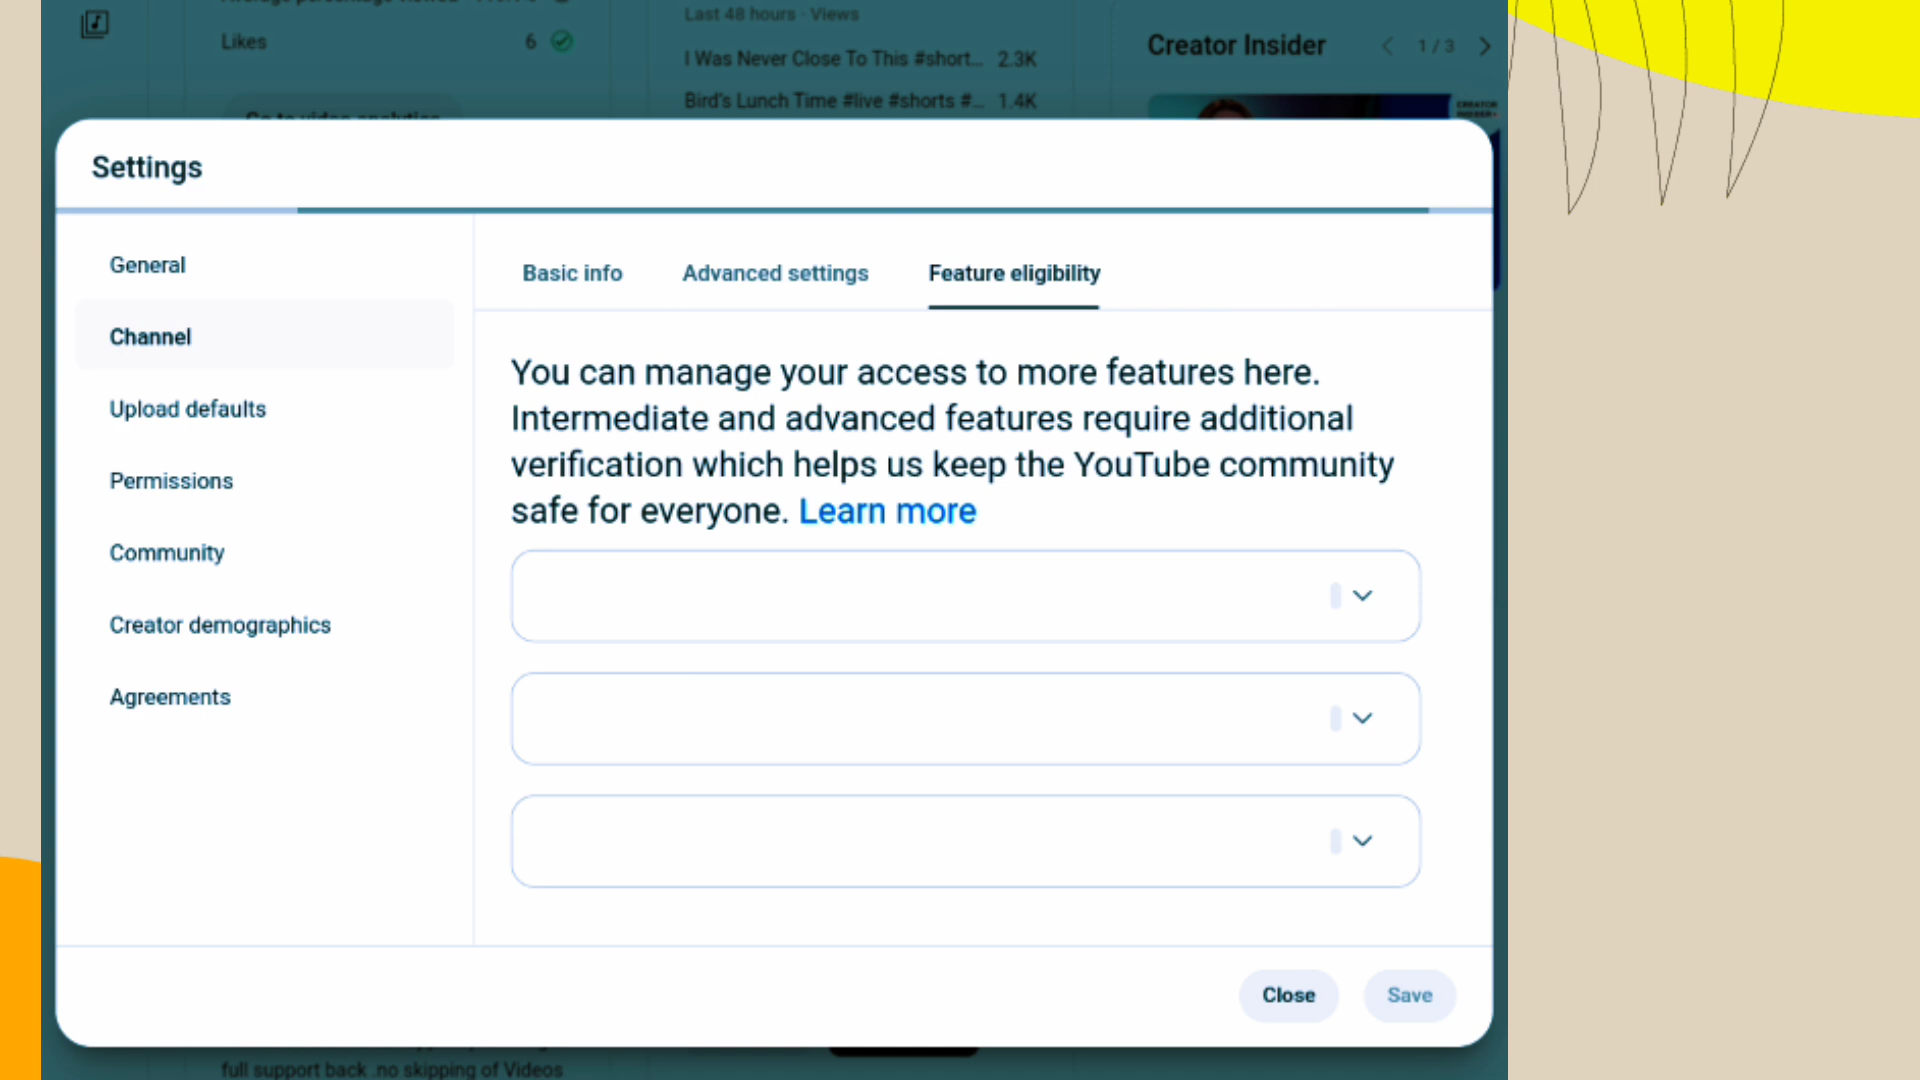 Likes 6
Last 48 hours · Views
I Was Never Close To This #short... 2.3K
Bird's Lunch Time #live #shorts #... 1.4K
Creator Insider 1 / 3
CREATOR
INSIDER
Settings
General
Channel
Upload defaults
Permissions
Community
Creator demographics
Agreements
Basic info Advanced settings Feature eligibility
You can manage your access to more features here.
Intermediate and advanced features require additional
verification which helps us keep the YouTube community
safe for everyone. Learn more
Close Save
full support back .no skipping of Videos